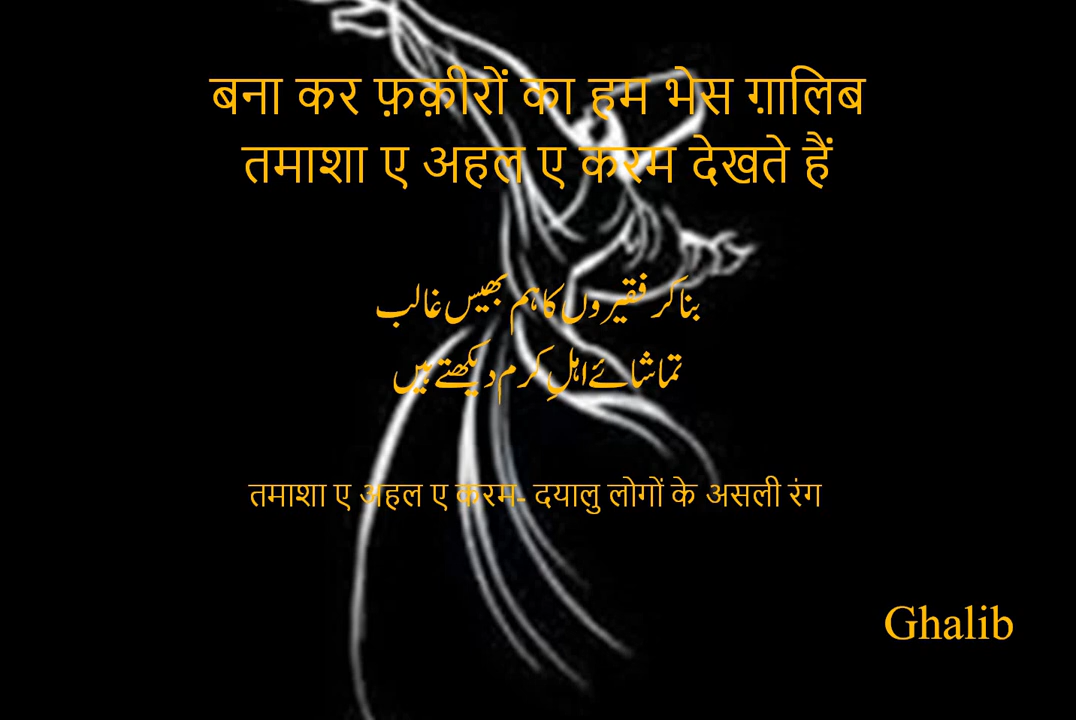 बना कर फ़क़ीरों का हम भेस ग़ालिब
तमाशा ए अहल ए करम देखते हैं
بنا کر فقیروں کا ہم بھیس غالب
تماشائے اہلِ کرم دیکھتے ہیں
तमाशा ए अहल ए करम- दयालु लोगों के असली रंग
Ghalib